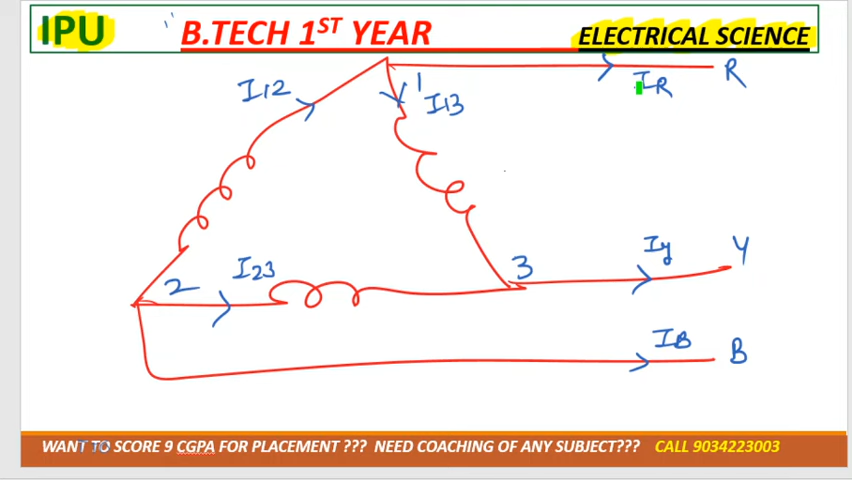 IPU
B.TECH 1ST YEAR
ELECTRICAL SCIENCE
I12
1
I13
IR
R
2
I23
3
Iy
Y
IB
B
WANT TO SCORE 9 CGPA FOR PLACEMENT ??? NEED COACHING OF ANY SUBJECT??? CALL 9034223003